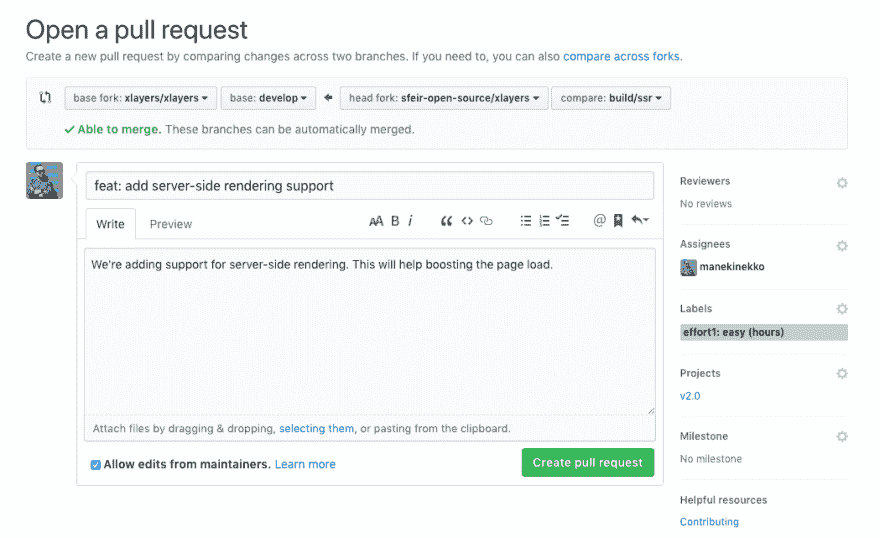 Open a pull request
Create a new pull request by comparing changes across two branches. If you need to, you can also compare across forks.
base fork: xlayers/xlayers base: develop head fork: sfeir-open-source/xlayers compare: build/ssr
Able to merge. These branches can be automatically merged.
feat: add server-side rendering support
Write Preview AA B i
We're adding support for server-side rendering. This will help boosting the page load.
Attach files by dragging & dropping, selecting them, or pasting from the clipboard.
Allow edits from maintainers. Learn more
Create pull request
Reviewers
No reviews
Assignees
manekinekko
Labels
effort1: easy (hours)
Projects
v2.0
Milestone
No milestone
Helpful resources
Contributing